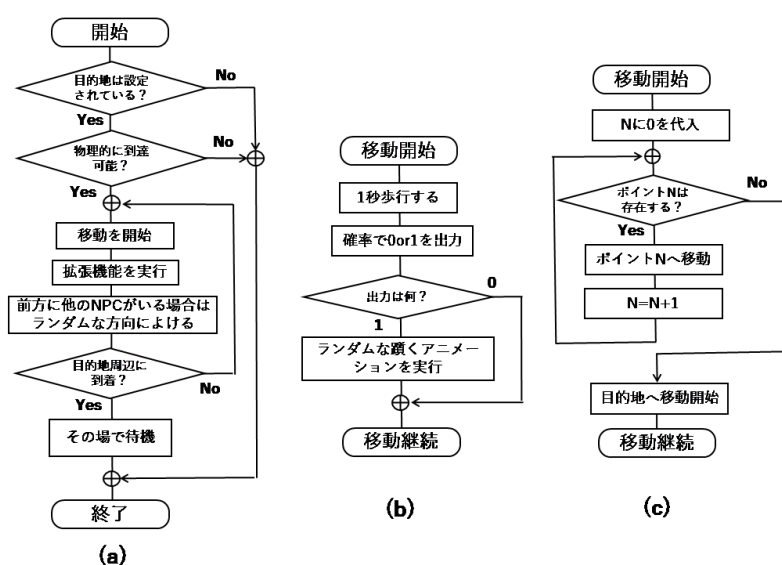 開始
目的地は設定
されている？
No
Yes
物理的に到達
可能？
No
Yes
移動を開始
拡張機能を実行
前方に他のNPCがいる場合は
ランダムな方向によける
目的地周辺に
到着？
No
Yes
その場で待機
終了
(a)
移動開始
1秒歩行する
確率で0or1を出力
出力は何？
0
1
ランダムな躓くアニメー
ションを実行
移動継続
(b)
移動開始
Nに0を代入
ポイントNは
存在する？
No
Yes
ポイントNへ移動
N=N+1
目的地へ移動開始
移動継続
(c)